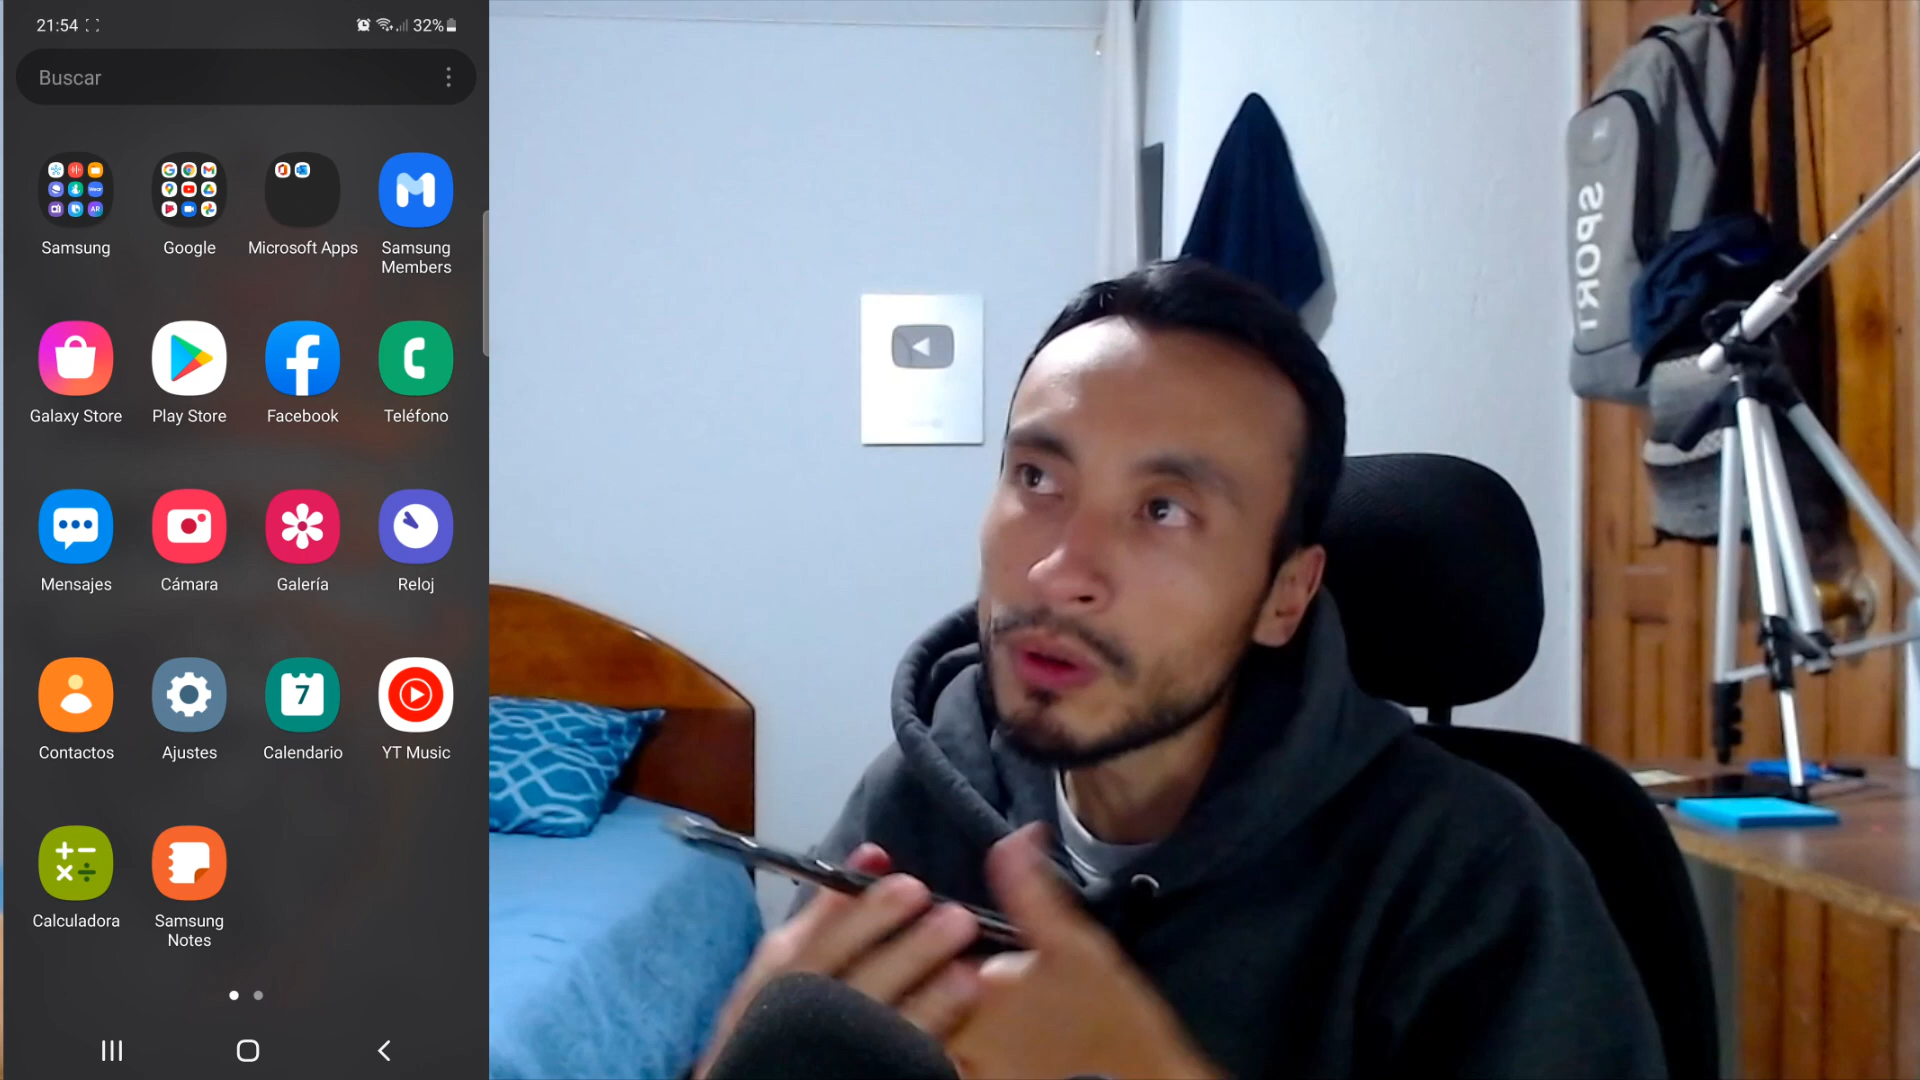 21:54
32%
Buscar
Samsung
Google
Microsoft Apps
Samsung
Members
Galaxy Store
Play Store
Facebook
Teléfono
Mensajes
Cámara
Galería
Reloj
7
Contactos
Ajustes
Calendario
YT Music
Calculadora
Samsung
Notes
SPORT